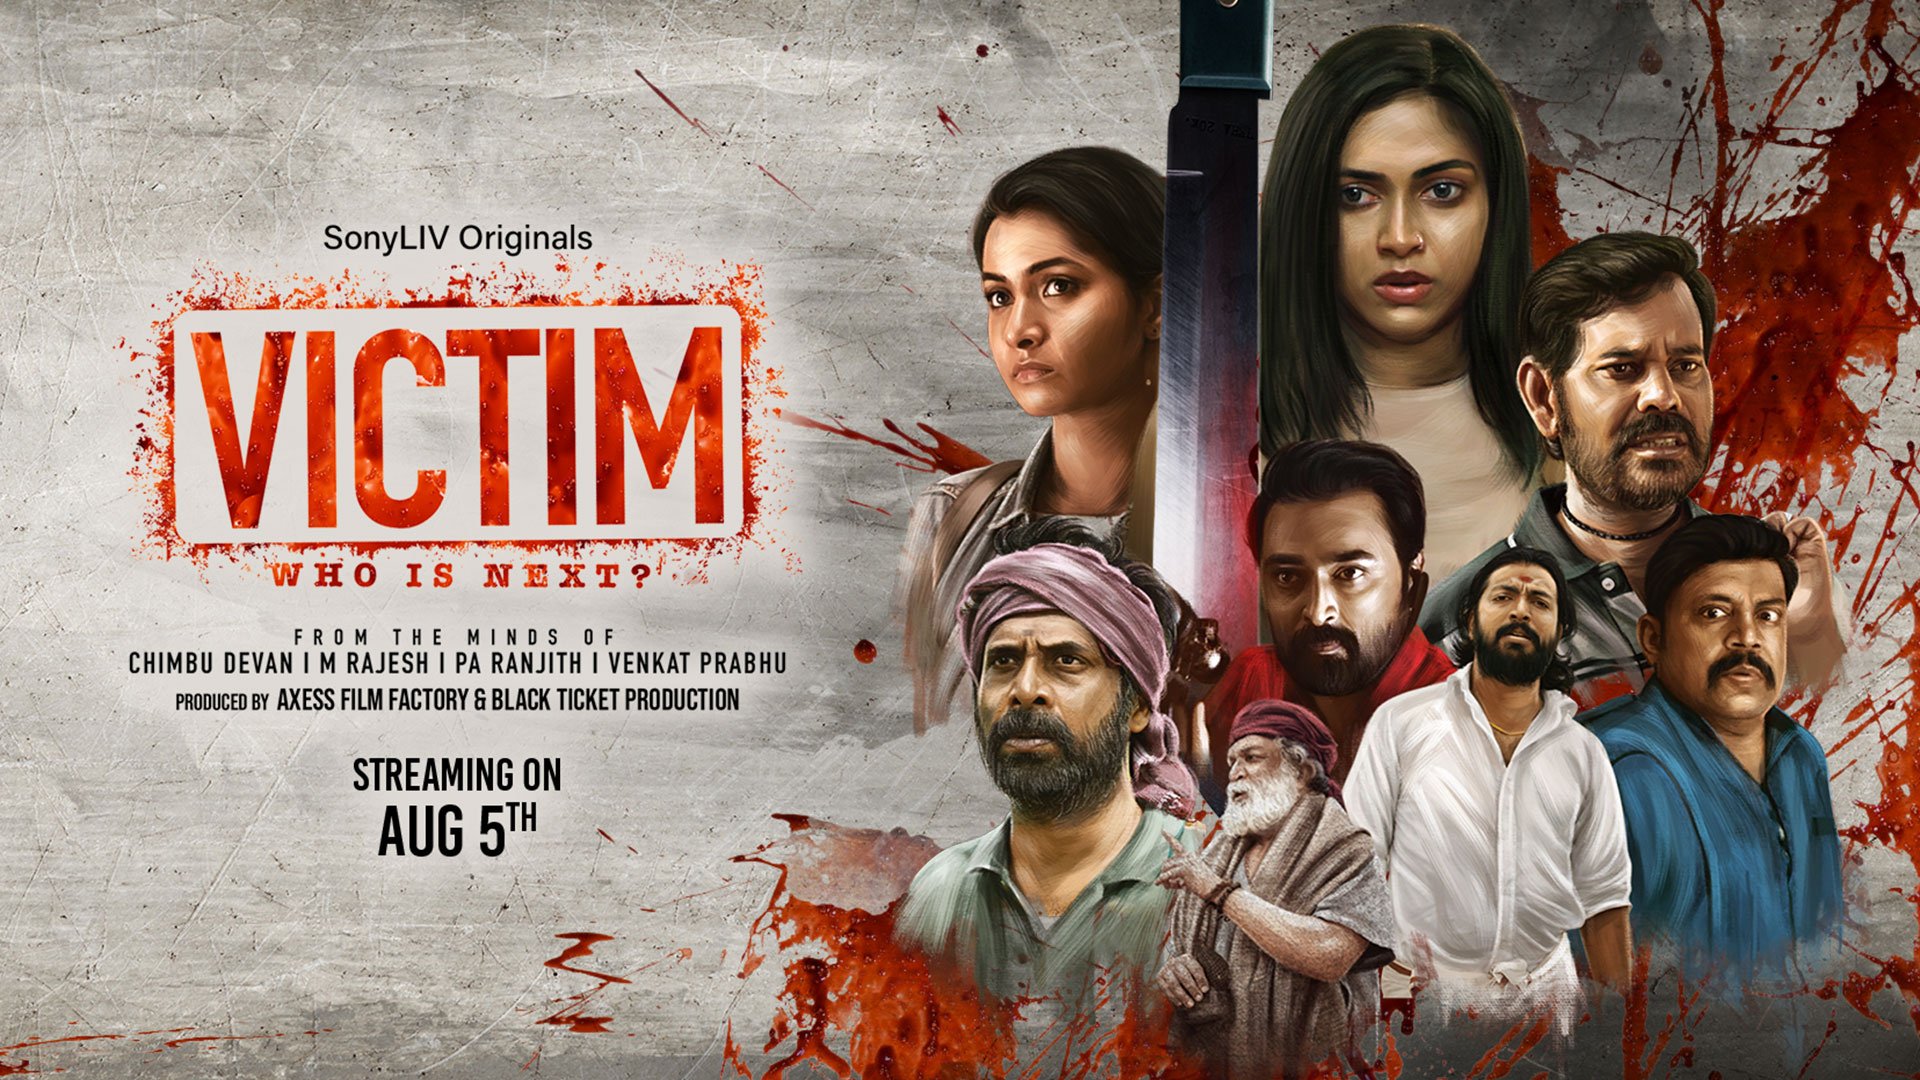 SonyLIV Originals
VICTIM
WHO IS NEXT?
FROM THE MINDS OF
CHIMBU DEVAN I M RAJESH I PA RANJITH I VENKAT PRABHU
PRODUCED BY AXESS FILM FACTORY & BLACK TICKET PRODUCTION
STREAMING ON
AUG 5TH